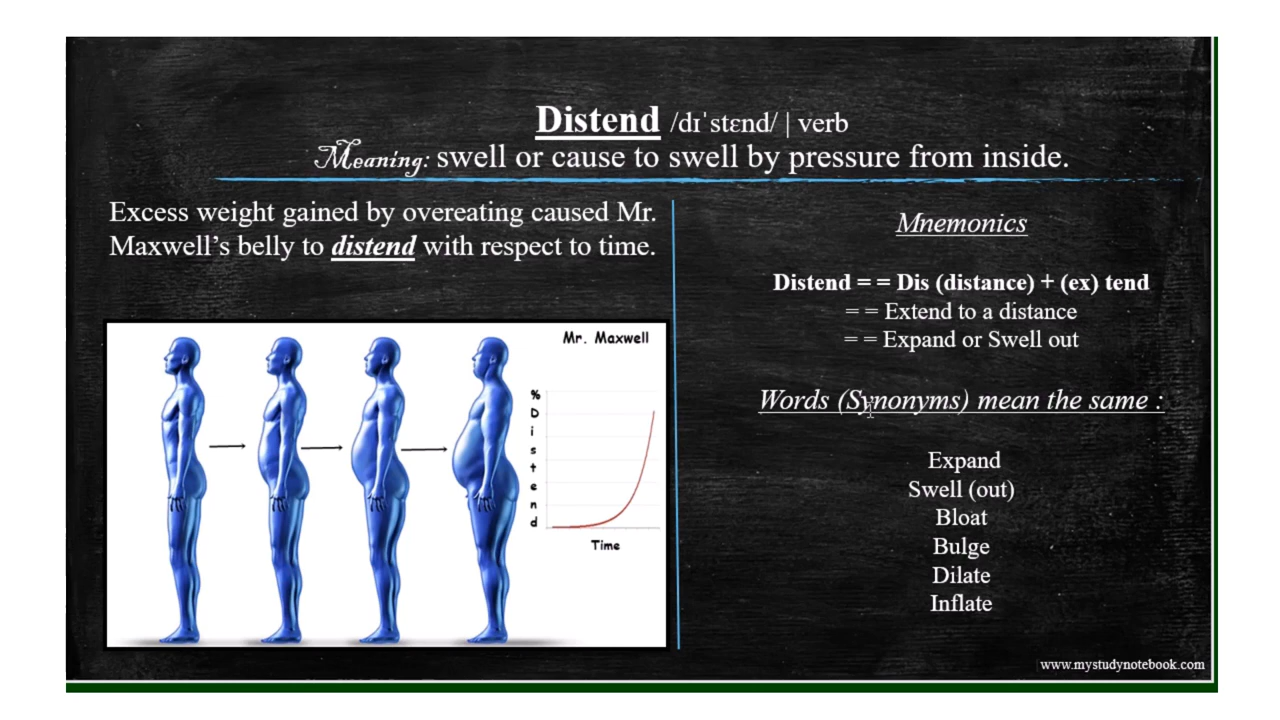 Distend /dɪˈstɛnd/ | verb
Meaning: swell or cause to swell by pressure from inside.
Excess weight gained by overeating caused Mr.
Maxwell’s belly to distend with respect to time.
Mr. Maxwell
% Distend
Time
Mnemonics
Distend = = Dis (distance) + (ex) tend
= = Extend to a distance
= = Expand or Swell out
Words (Synonyms) mean the same :
Expand
Swell (out)
Bloat
Bulge
Dilate
Inflate
www.mystudynotebook.com